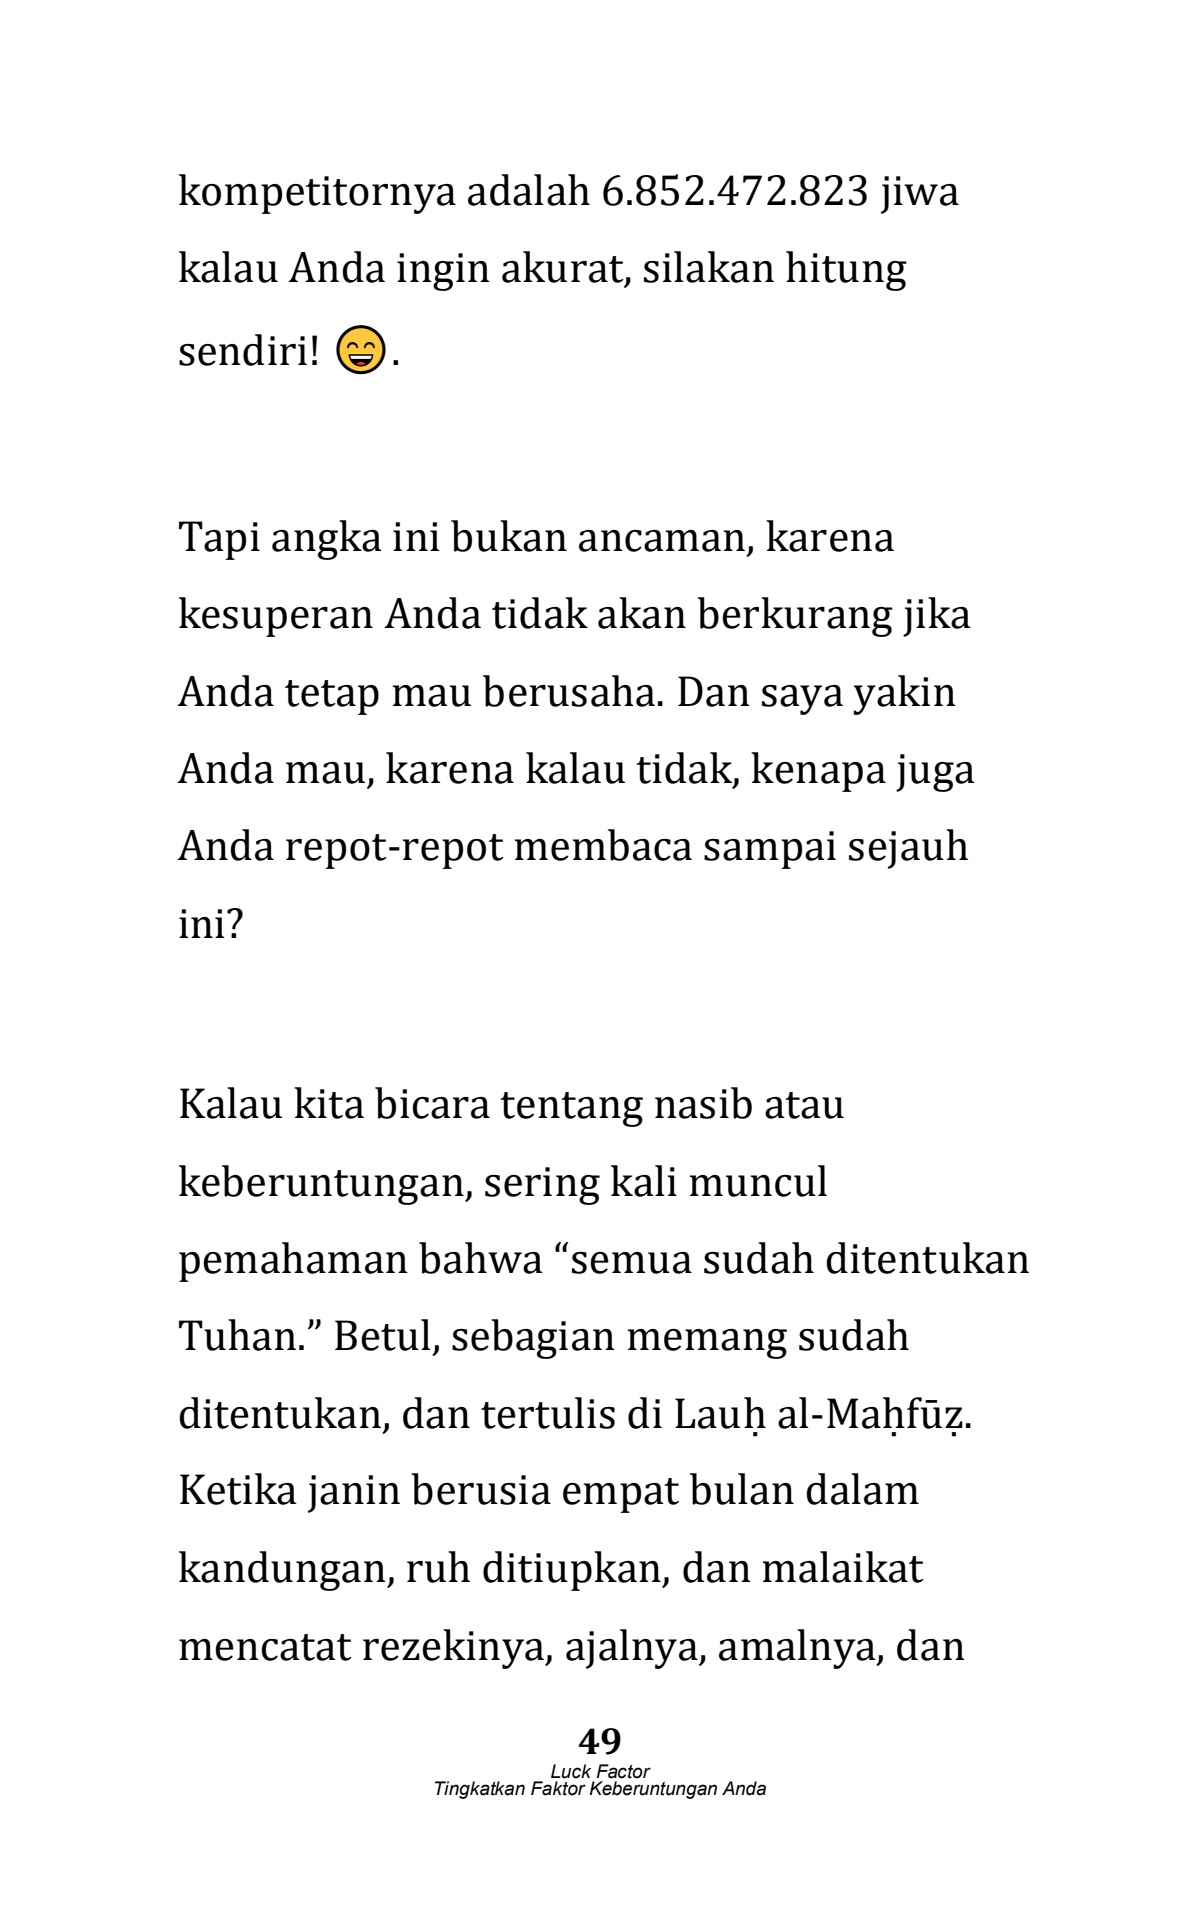 kompetitornya adalah 6.852.472.823 jiwa
kalau Anda ingin akurat, silakan hitung
sendiri! 😄.
Tapi angka ini bukan ancaman, karena
kesuperan Anda tidak akan berkurang jika
Anda tetap mau berusaha. Dan saya yakin
Anda mau, karena kalau tidak, kenapa juga
Anda repot-repot membaca sampai sejauh
ini?
Kalau kita bicara tentang nasib atau
keberuntungan, sering kali muncul
pemahaman bahwa “semua sudah ditentukan
Tuhan.” Betul, sebagian memang sudah
ditentukan, dan tertulis di Lauḥ al-Maḥfūẓ.
Ketika janin berusia empat bulan dalam
kandungan, ruh ditiupkan, dan malaikat
mencatat rezekinya, ajalnya, amalnya, dan
49
Luck Factor
Tingkatkan Faktor Keberuntungan Anda